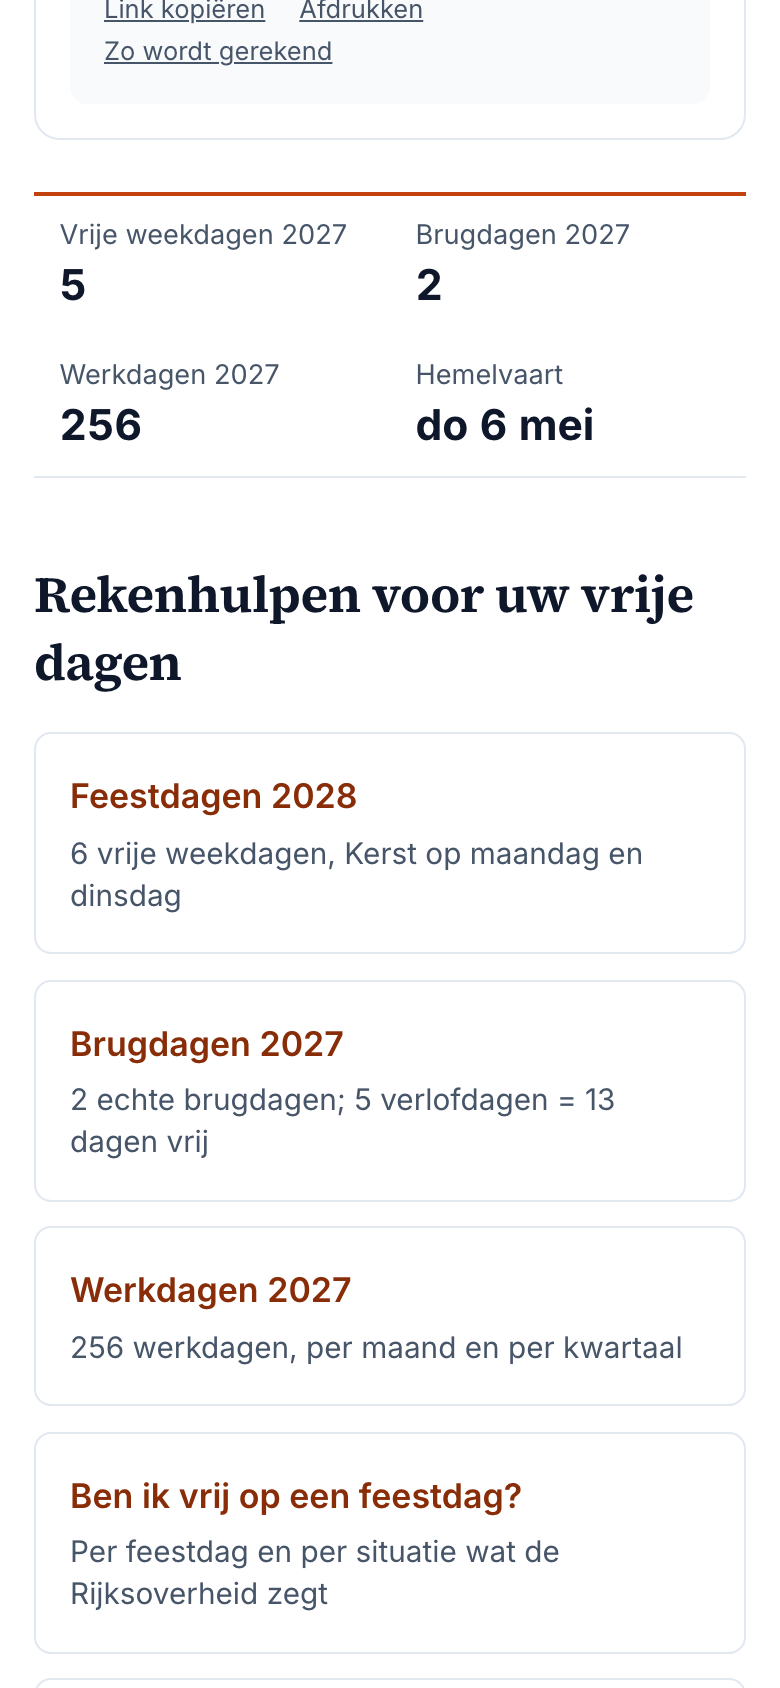 Link kopiëren Afdrukken
Zo wordt gerekend
Vrije weekdagen 2027
5
Brugdagen 2027
2
Werkdagen 2027
256
Hemelvaart
do 6 mei
Rekenhulpen voor uw vrije
dagen
Feestdagen 2028
6 vrije weekdagen, Kerst op maandag en
dinsdag
Brugdagen 2027
2 echte brugdagen; 5 verlofdagen = 13
dagen vrij
Werkdagen 2027
256 werkdagen, per maand en per kwartaal
Ben ik vrij op een feestdag?
Per feestdag en per situatie wat de
Rijksoverheid zegt